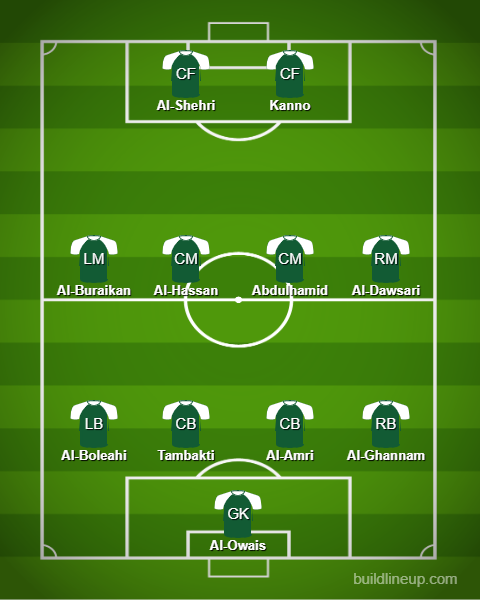 CF CF
Al-Shehri Kanno
LM CM CM RM
Al-Buraikan Al-Hassan Abdulhamid Al-Dawsari
LB CB CB RB
Al-Boleahi Tambakti Al-Amri Al-Ghannam
GK
Al-Owais
buildlineup.com